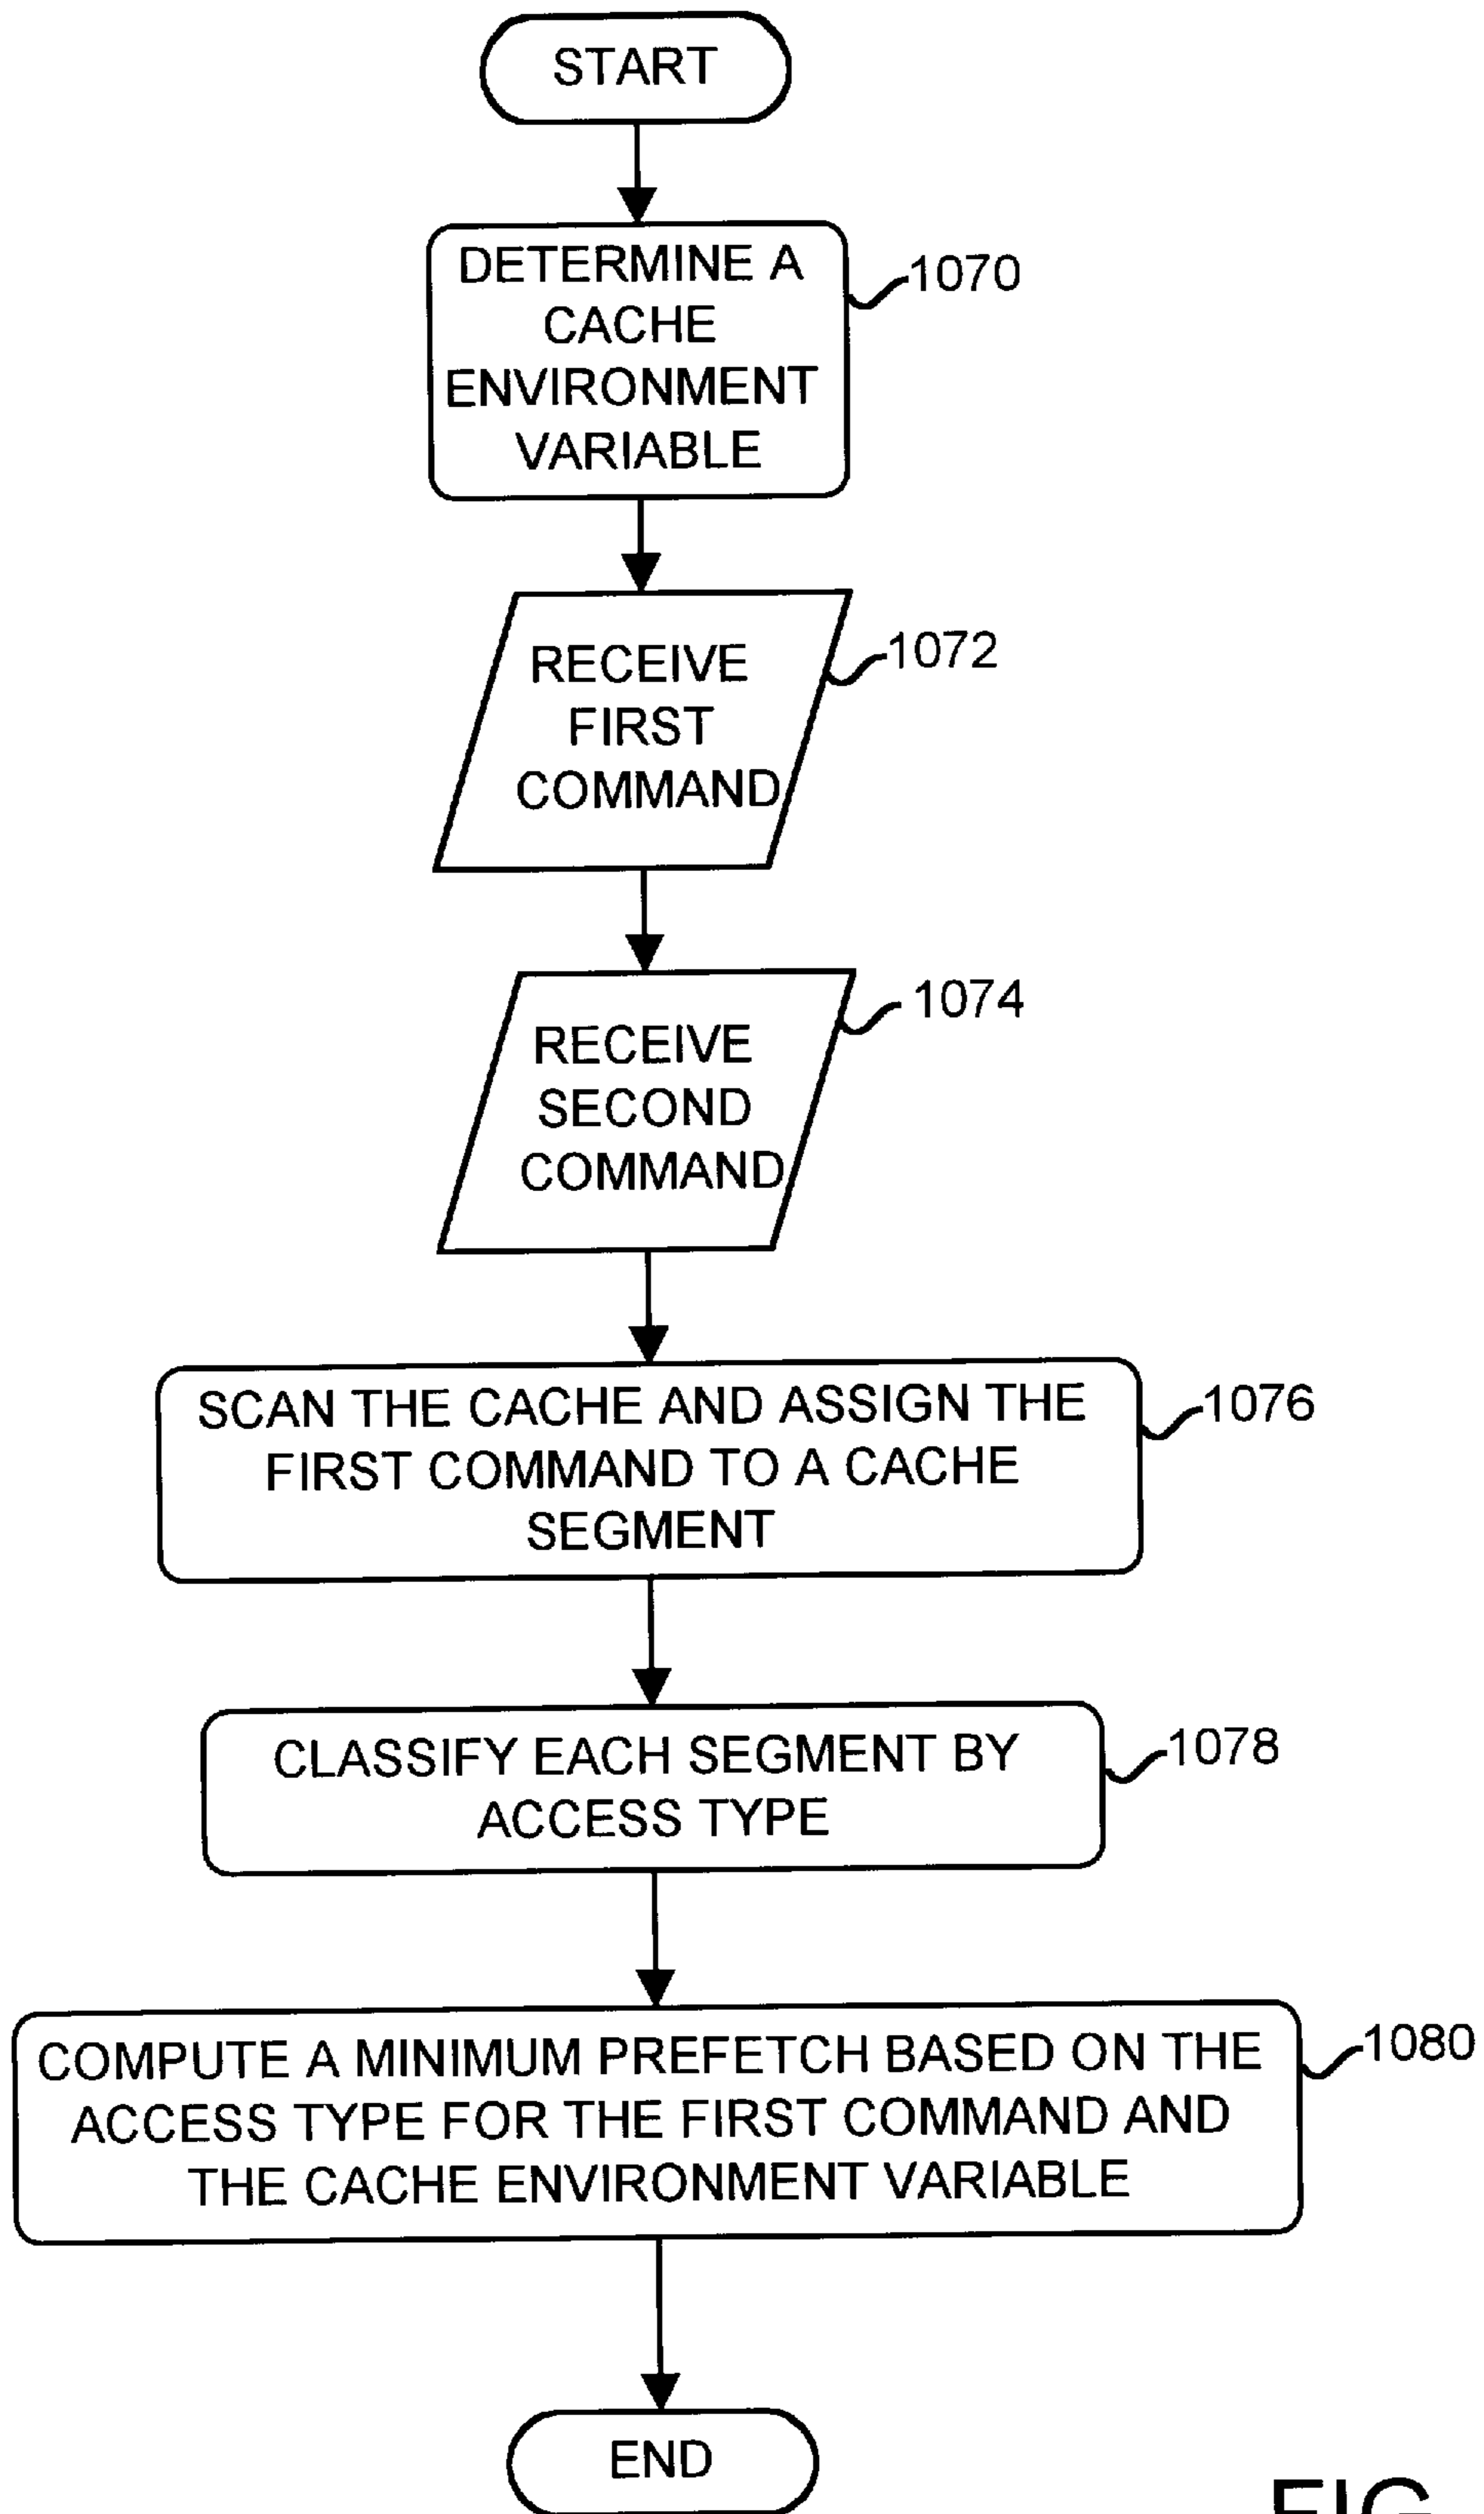 START
DETERMINE A
CACHE
ENVIRONMENT
VARIABLE
1070
RECEIVE
FIRST
COMMAND
1072
RECEIVE
SECOND
COMMAND
1074
SCAN THE CACHE AND ASSIGN THE
FIRST COMMAND TO A CACHE
SEGMENT
1076
CLASSIFY EACH SEGMENT BY
ACCESS TYPE
1078
COMPUTE A MINIMUM PREFETCH BASED ON THE
ACCESS TYPE FOR THE FIRST COMMAND AND
THE CACHE ENVIRONMENT VARIABLE
1080
END
FIG